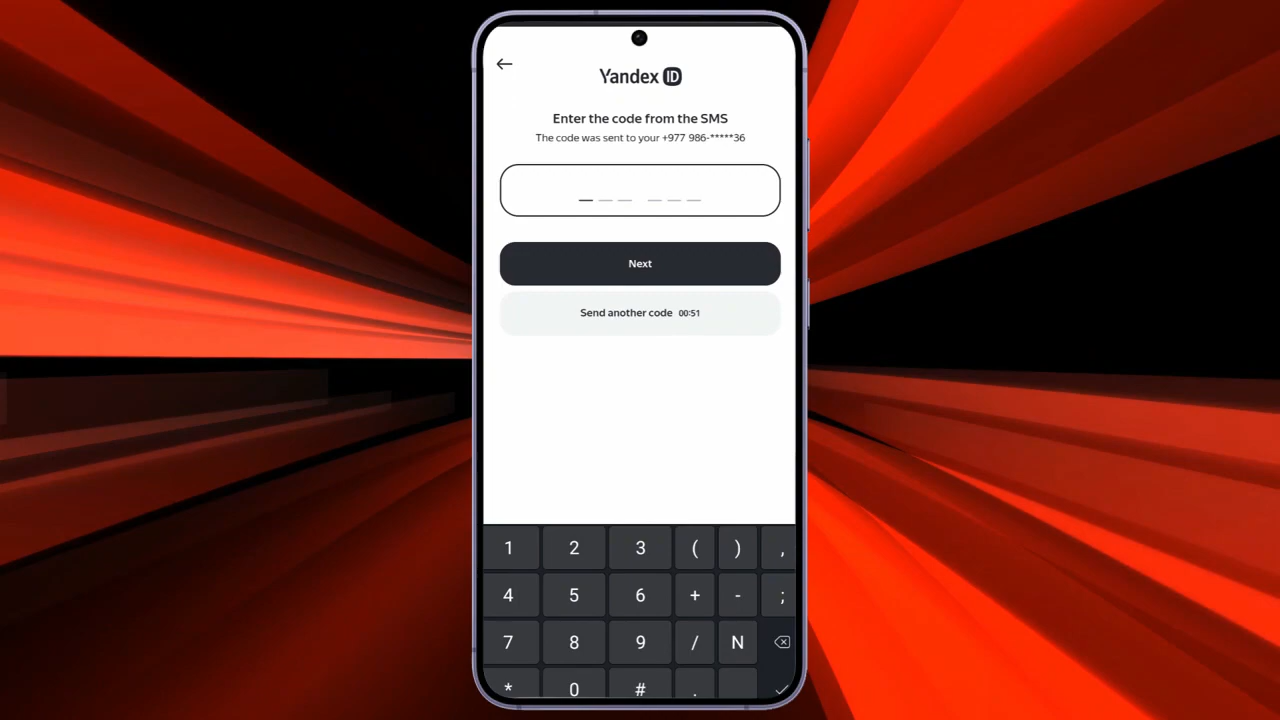 Yandex ID
Enter the code from the SMS
The code was sent to your +977 986-*****36
Next
Send another code 00:51
1 2 3 ( ) ,
4 5 6 + - ;
7 8 9 / N
* 0 # .